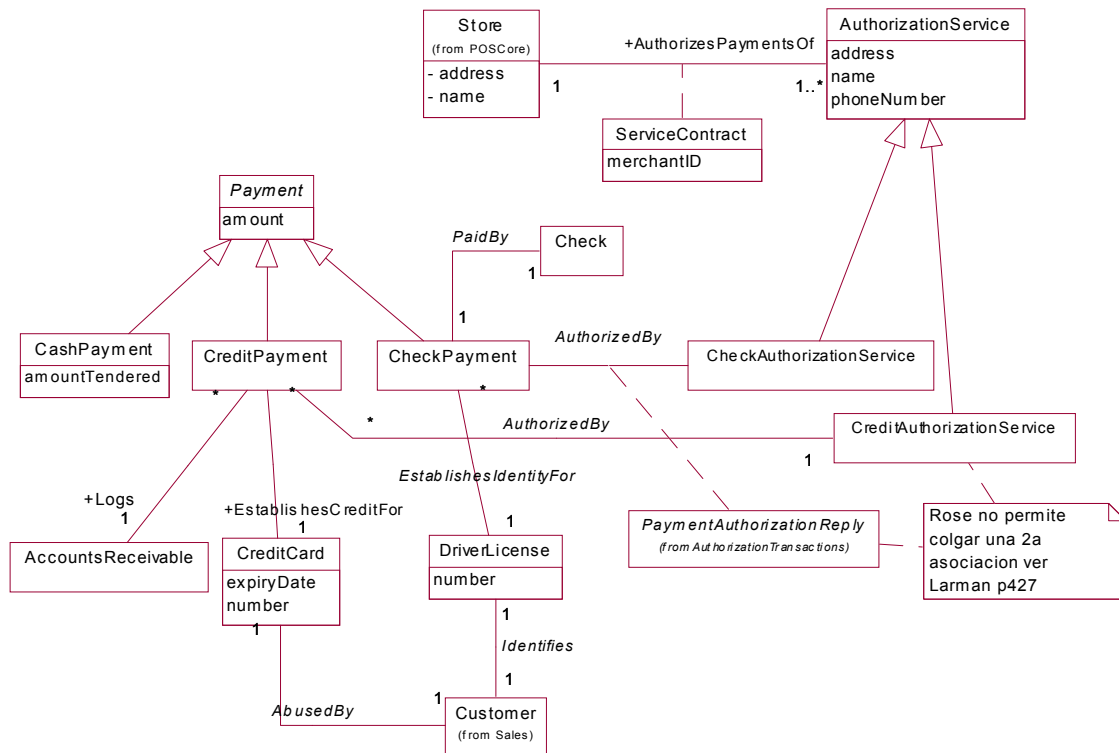 Store
(from POSCore)
- address
- name
+AuthorizesPaymentsOf
1
1..*
AuthorizationService
address
name
phoneNumber
ServiceContract
merchantID
Payment
amount
PaidBy
1
Check
1
CashPayment
amountTendered
CreditPayment
*
*
CheckPayment
*
AuthorizedBy
CheckAuthorizationService
*
AuthorizedBy
1
CreditAuthorizationService
EstablishesIdentityFor
1
+Logs
1
+EstablishesCreditFor
1
AccountsReceivable
CreditCard
expiryDate
number
1
DriverLicense
number
1
PaymentAuthorizationReply
(from AuthorizationTransactions)
Rose no permite
colgar una 2a
asociacion ver
Larman p427
Identifies
1
AbusedBy
1
Customer
(from Sales)